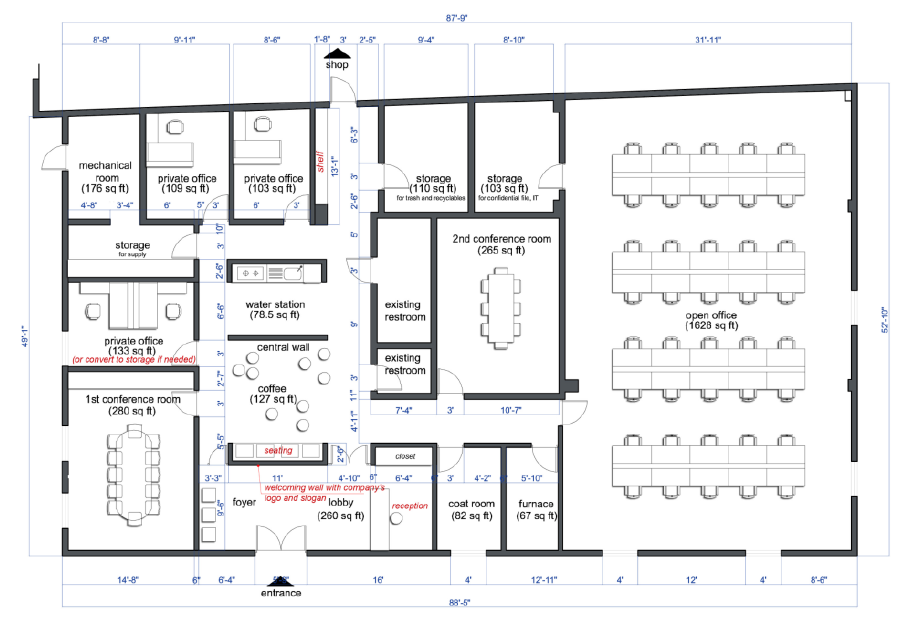 87'-9"
8'-8"
9'-11"
8'-6"
1'-8"
3'
2'-5"
9'-4"
8'-10"
31'-11"
shop
mechanical
room
(176 sq ft)
private office
(109 sq ft)
private office
(103 sq ft)
shelf
13'-1"
6'-3"
3'
2'-6"
storage
(110 sq ft)
for trash and recyclables
storage
(103 sq ft)
for confidential file, IT
4'-8"
3'-4"
6'
5"
3'
6'
3'
storage
for supply
10"
3'
2'-6"
5'
3'
2nd conference room
(265 sq ft)
water station
(78.5 sq ft)
6'-6"
existing
restroom
9'
open office
(1628 sq ft)
49'-1"
52'-10"
private office
(133 sq ft)
(or convert to storage if needed)
central wall
3'
2'-7"
existing
restroom
3'
coffee
(127 sq ft)
1st conference room
(280 sq ft)
3'
11"
7'-4"
3'
10'-7"
4'-11"
5'-5"
seating
2'-6"
closet
3'-3"
11'
4'-10"
6"
6'-4"
3'
4'-2"
5'-10"
welcoming wall with company's
logo and slogan
9'-6"
foyer
lobby
(260 sq ft)
reception
coat room
(82 sq ft)
furnace
(67 sq ft)
14'-8"
6"
6'-4"
16'
4'
12'-11"
4'
12'
4'
8'-6"
entrance
88'-5"